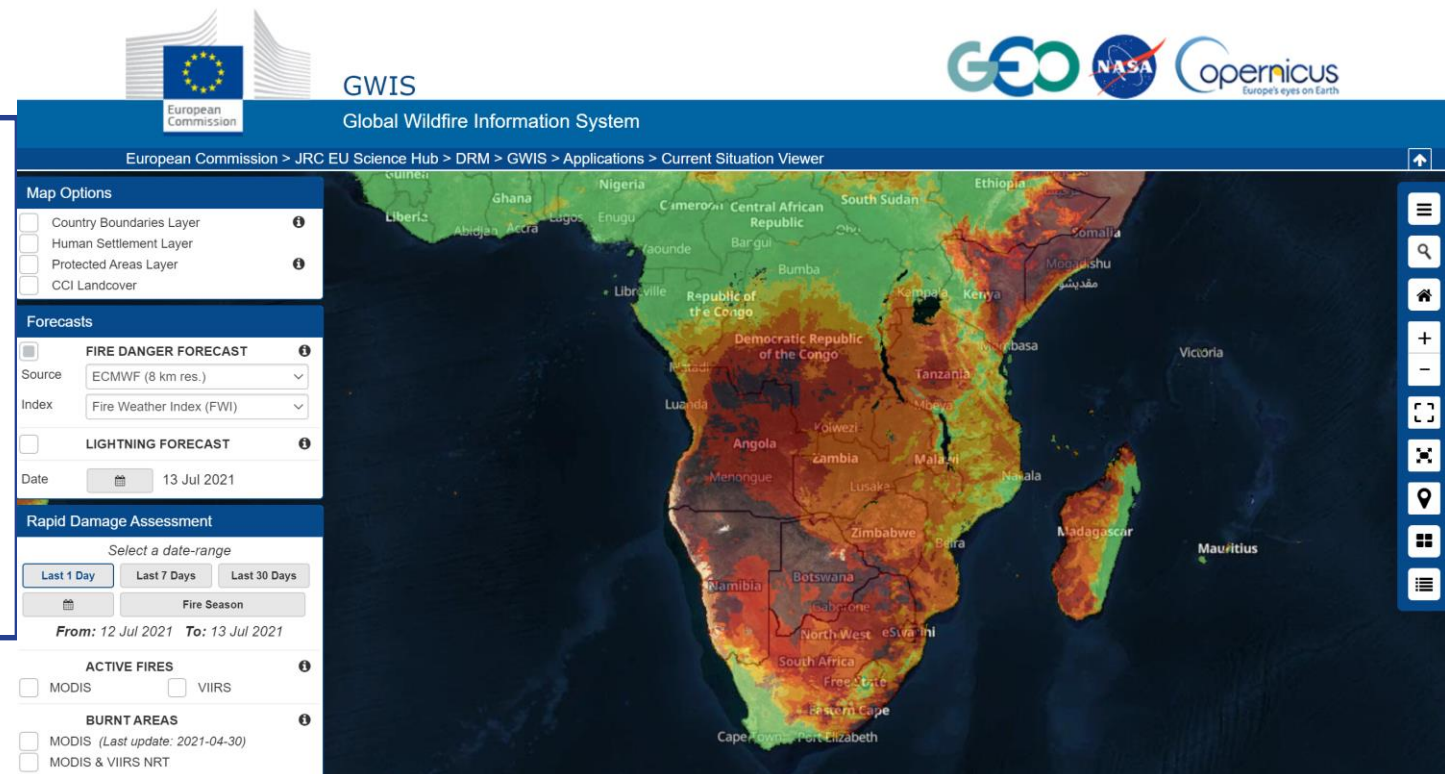 European
Commission
GWIS
GEO
NASA
opernicus
Europe's eyes on Earth
Global Wildfire Information System
European Commission > JRC EU Science Hub > DRM > GWIS > Applications > Current Situation Viewer
Map Options
Country Boundaries Layer
Human Settlement Layer
Protected Areas Layer
CCI Landcover
Forecasts
FIRE DANGER FORECAST
Source
ECMWF (8 km res.)
Index
Fire Weather Index (FWI)
LIGHTNING FORECAST
Date
13 Jul 2021
Rapid Damage Assessment
Select a date-range
Last 1 Day
Last 7 Days
Last 30 Days
Fire Season
From: 12 Jul 2021 To: 13 Jul 2021
ACTIVE FIRES
MODIS
VIIRS
BURNT AREAS
MODIS (Last update: 2021-04-30)
MODIS & VIIRS NRT
Guinea
Nigeria
Ethiopia
Ghana
Cameroon
Central African
Republic
South Sudan
Liberia
Abidjan
Accra
Lagos
Enugu
Yaounde
Bangui
Somalia
Mogadishu
مقديشو
Bumba
Libreville
Republic of
the Congo
Kampala
Kenya
Democratic Republic
of the Congo
Mombasa
Victoria
Matadi
Tanzania
Luanda
Mbeya
Kolwezi
Angola
Zambia
Malawi
Menongue
Lusaka
Nacala
Zimbabwe
Beira
Madagascar
Mauritius
Namibia
Botswana
Gaborone
North West
eSwatini
South Africa
Free State
Eastern Cape
Cape Town
Port Elizabeth